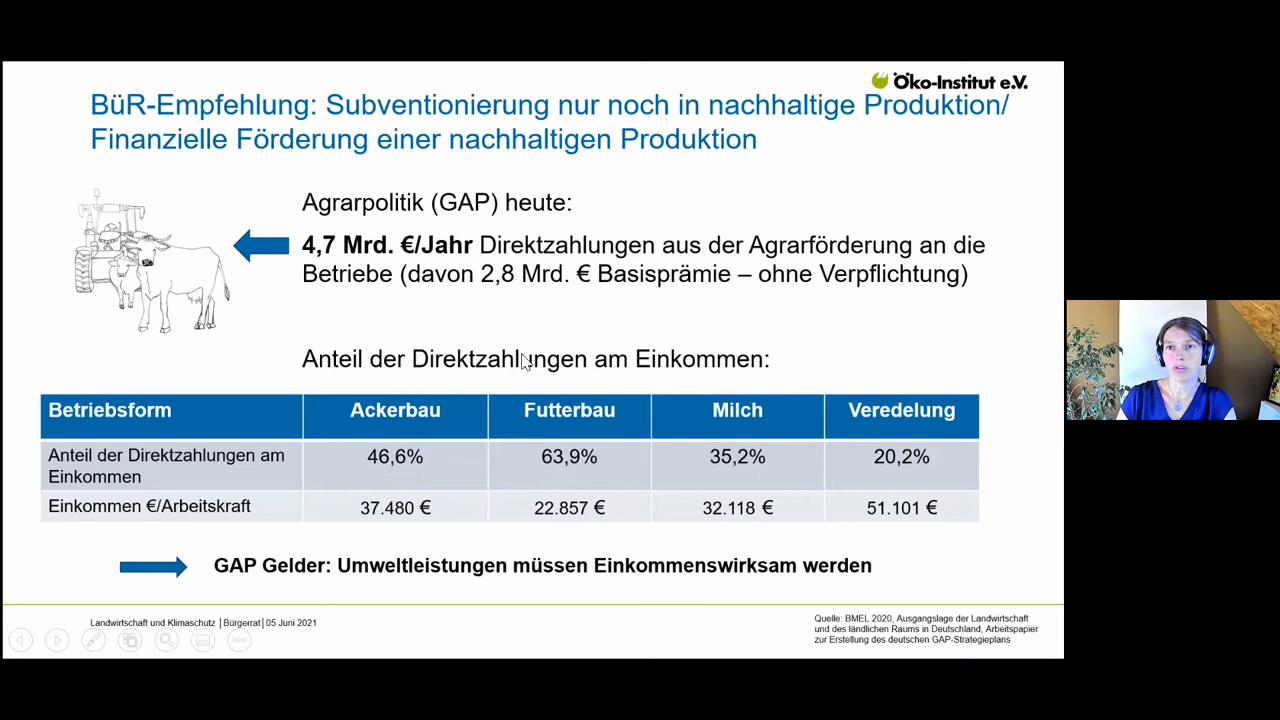 Öko-Institut e.V.
BüR-Empfehlung: Subventionierung nur noch in nachhaltige Produktion/
Finanzielle Förderung einer nachhaltigen Produktion
Agrarpolitik (GAP) heute:
4,7 Mrd. €/Jahr Direktzahlungen aus der Agrarförderung an die
Betriebe (davon 2,8 Mrd. € Basisprämie – ohne Verpflichtung)
Anteil der Direktzahlungen am Einkommen:
Betriebsform Ackerbau Futterbau Milch Veredelung
Anteil der Direktzahlungen am
Einkommen 46,6% 63,9% 35,2% 20,2%
Einkommen €/Arbeitskraft 37.480 € 22.857 € 32.118 € 51.101 €
GAP Gelder: Umweltleistungen müssen Einkommenswirksam werden
Landwirtschaft und Klimaschutz │Bürgerrat│05 Juni 2021
Quelle: BMEL 2020, Ausgangslage der Landwirtschaft
und des ländlichen Raums in Deutschland, Arbeitspapier
zur Erstellung des deutschen GAP-Strategieplans